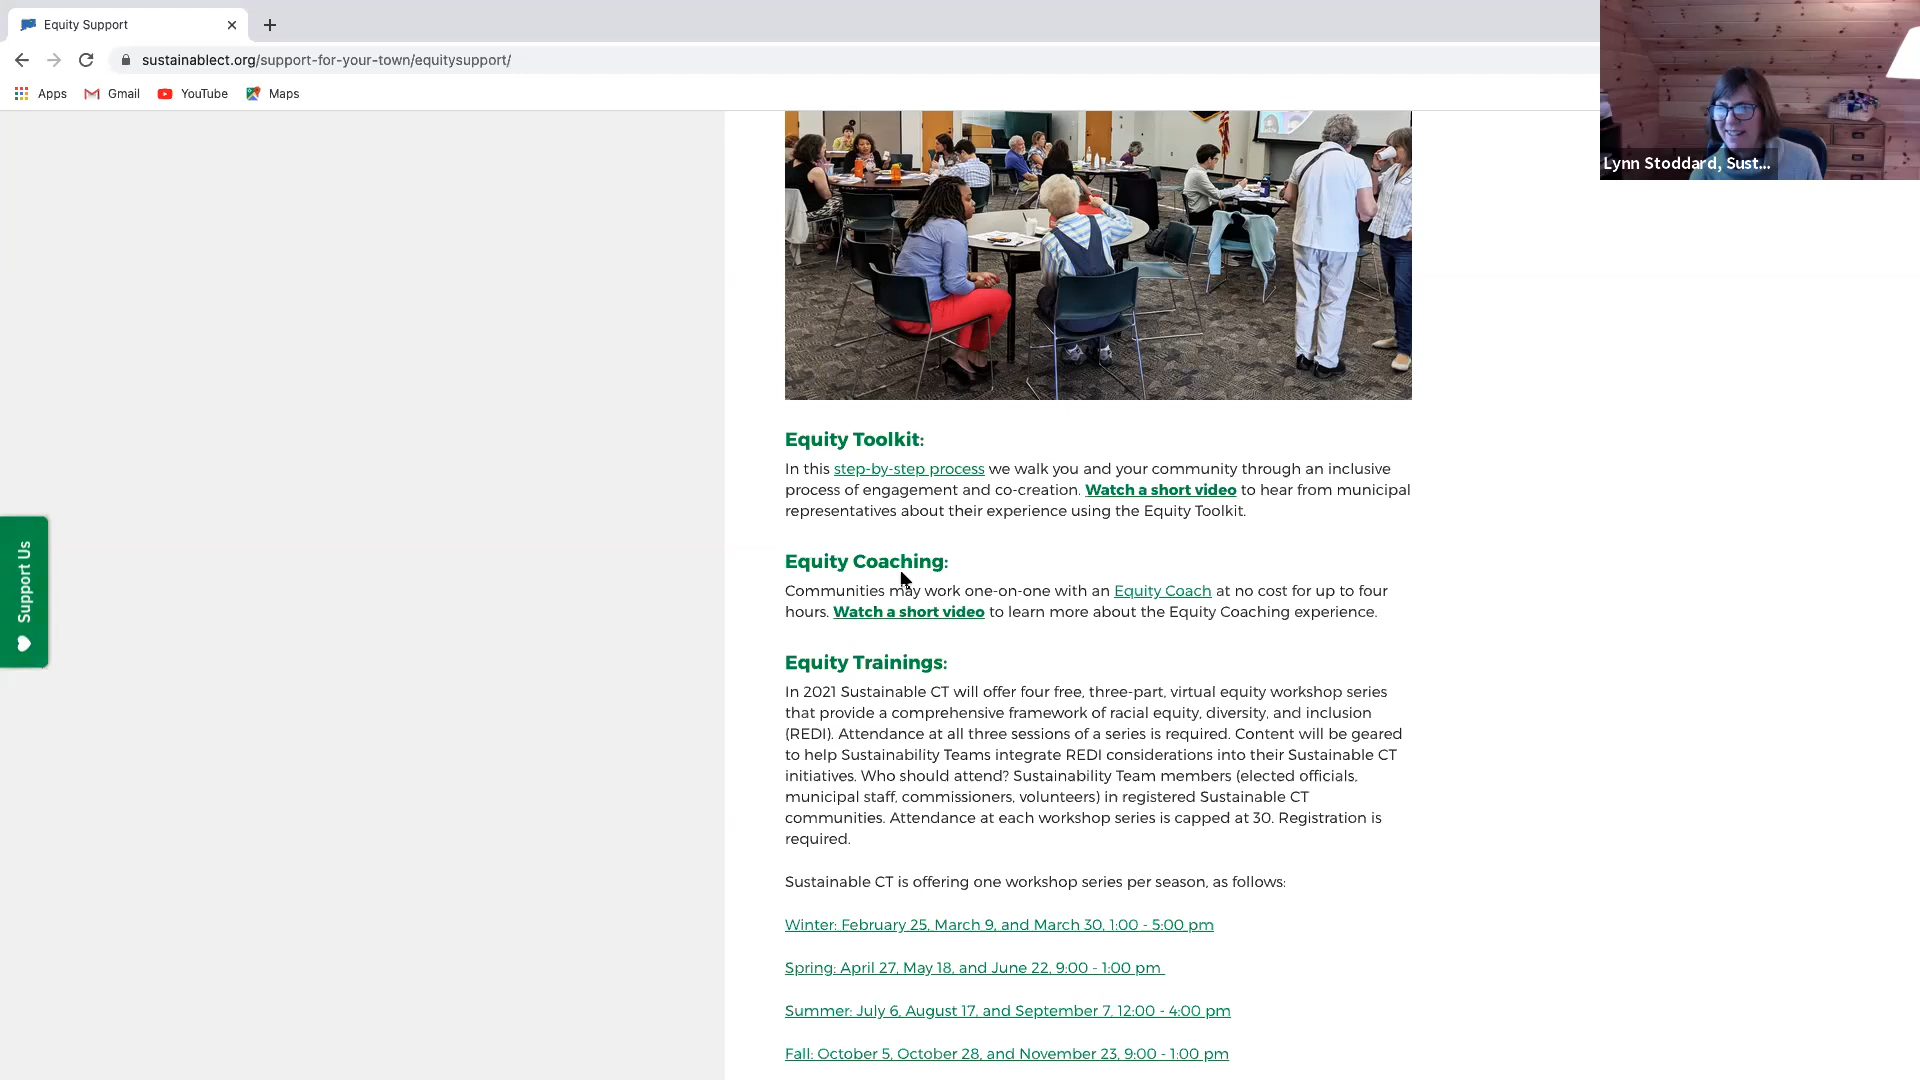 Equity Support
sustainablect.org/support-for-your-town/equitysupport/
Apps
Gmail
YouTube
Maps
Lynn Stoddard, Sust...
Equity Toolkit:
In this step-by-step process we walk you and your community through an inclusive
process of engagement and co-creation. Watch a short video to hear from municipal
representatives about their experience using the Equity Toolkit.
Equity Coaching:
Communities may work one-on-one with an Equity Coach at no cost for up to four
hours. Watch a short video to learn more about the Equity Coaching experience.
Support Us
Equity Trainings:
In 2021 Sustainable CT will offer four free, three-part, virtual equity workshop series
that provide a comprehensive framework of racial equity, diversity, and inclusion
(REDI). Attendance at all three sessions of a series is required. Content will be geared
to help Sustainability Teams integrate REDI considerations into their Sustainable CT
initiatives. Who should attend? Sustainability Team members (elected officials,
municipal staff, commissioners, volunteers) in registered Sustainable CT
communities. Attendance at each workshop series is capped at 30. Registration is
required.
Sustainable CT is offering one workshop series per season, as follows:
Winter: February 25, March 9, and March 30, 1:00 - 5:00 pm
Spring: April 27, May 18, and June 22, 9:00 - 1:00 pm
Summer: July 6, August 17, and September 7, 12:00 - 4:00 pm
Fall: October 5, October 28, and November 23, 9:00 - 1:00 pm